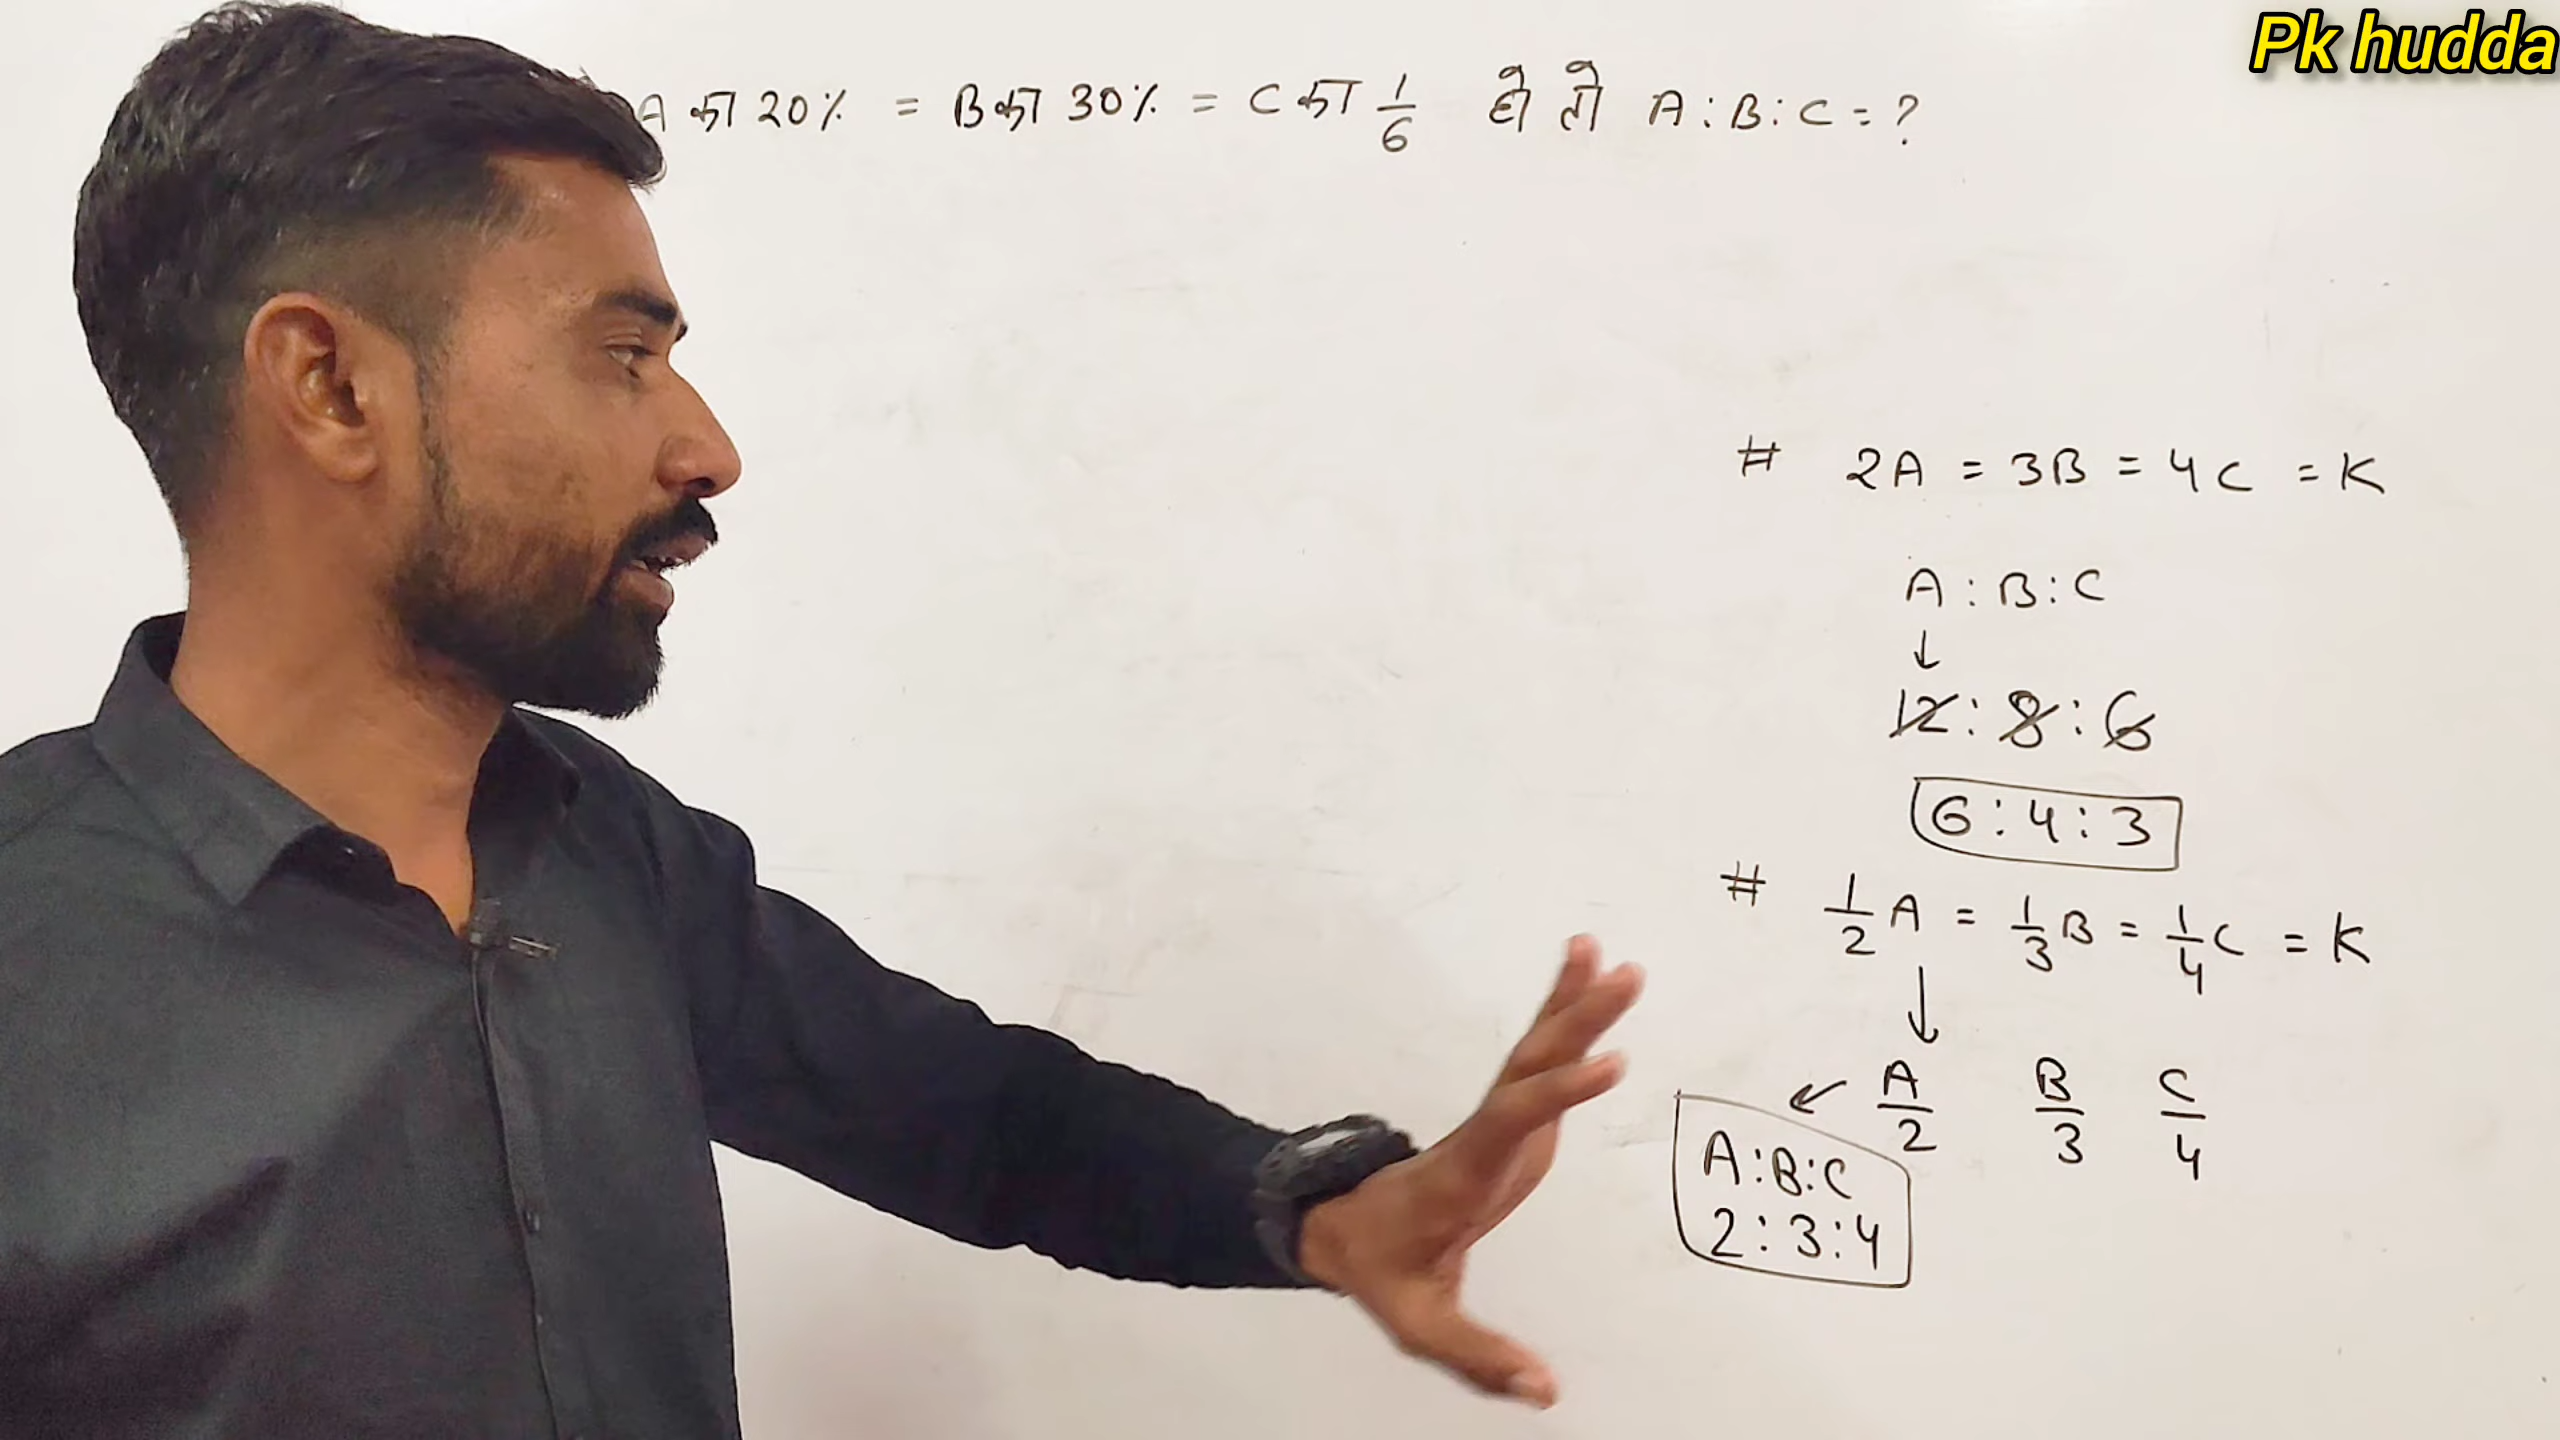 Pk hudda
A का 20% = B का 30% = C का 1/6 हो तो A : B : C = ?
# 2A = 3B = 4C = K
A : B : C
↓
12 : 8 : 6
6 : 4 : 3
# 1/2 A = 1/3 B = 1/4 C = K
↓
← A/2 B/3 C/4
A : B : C
2 : 3 : 4